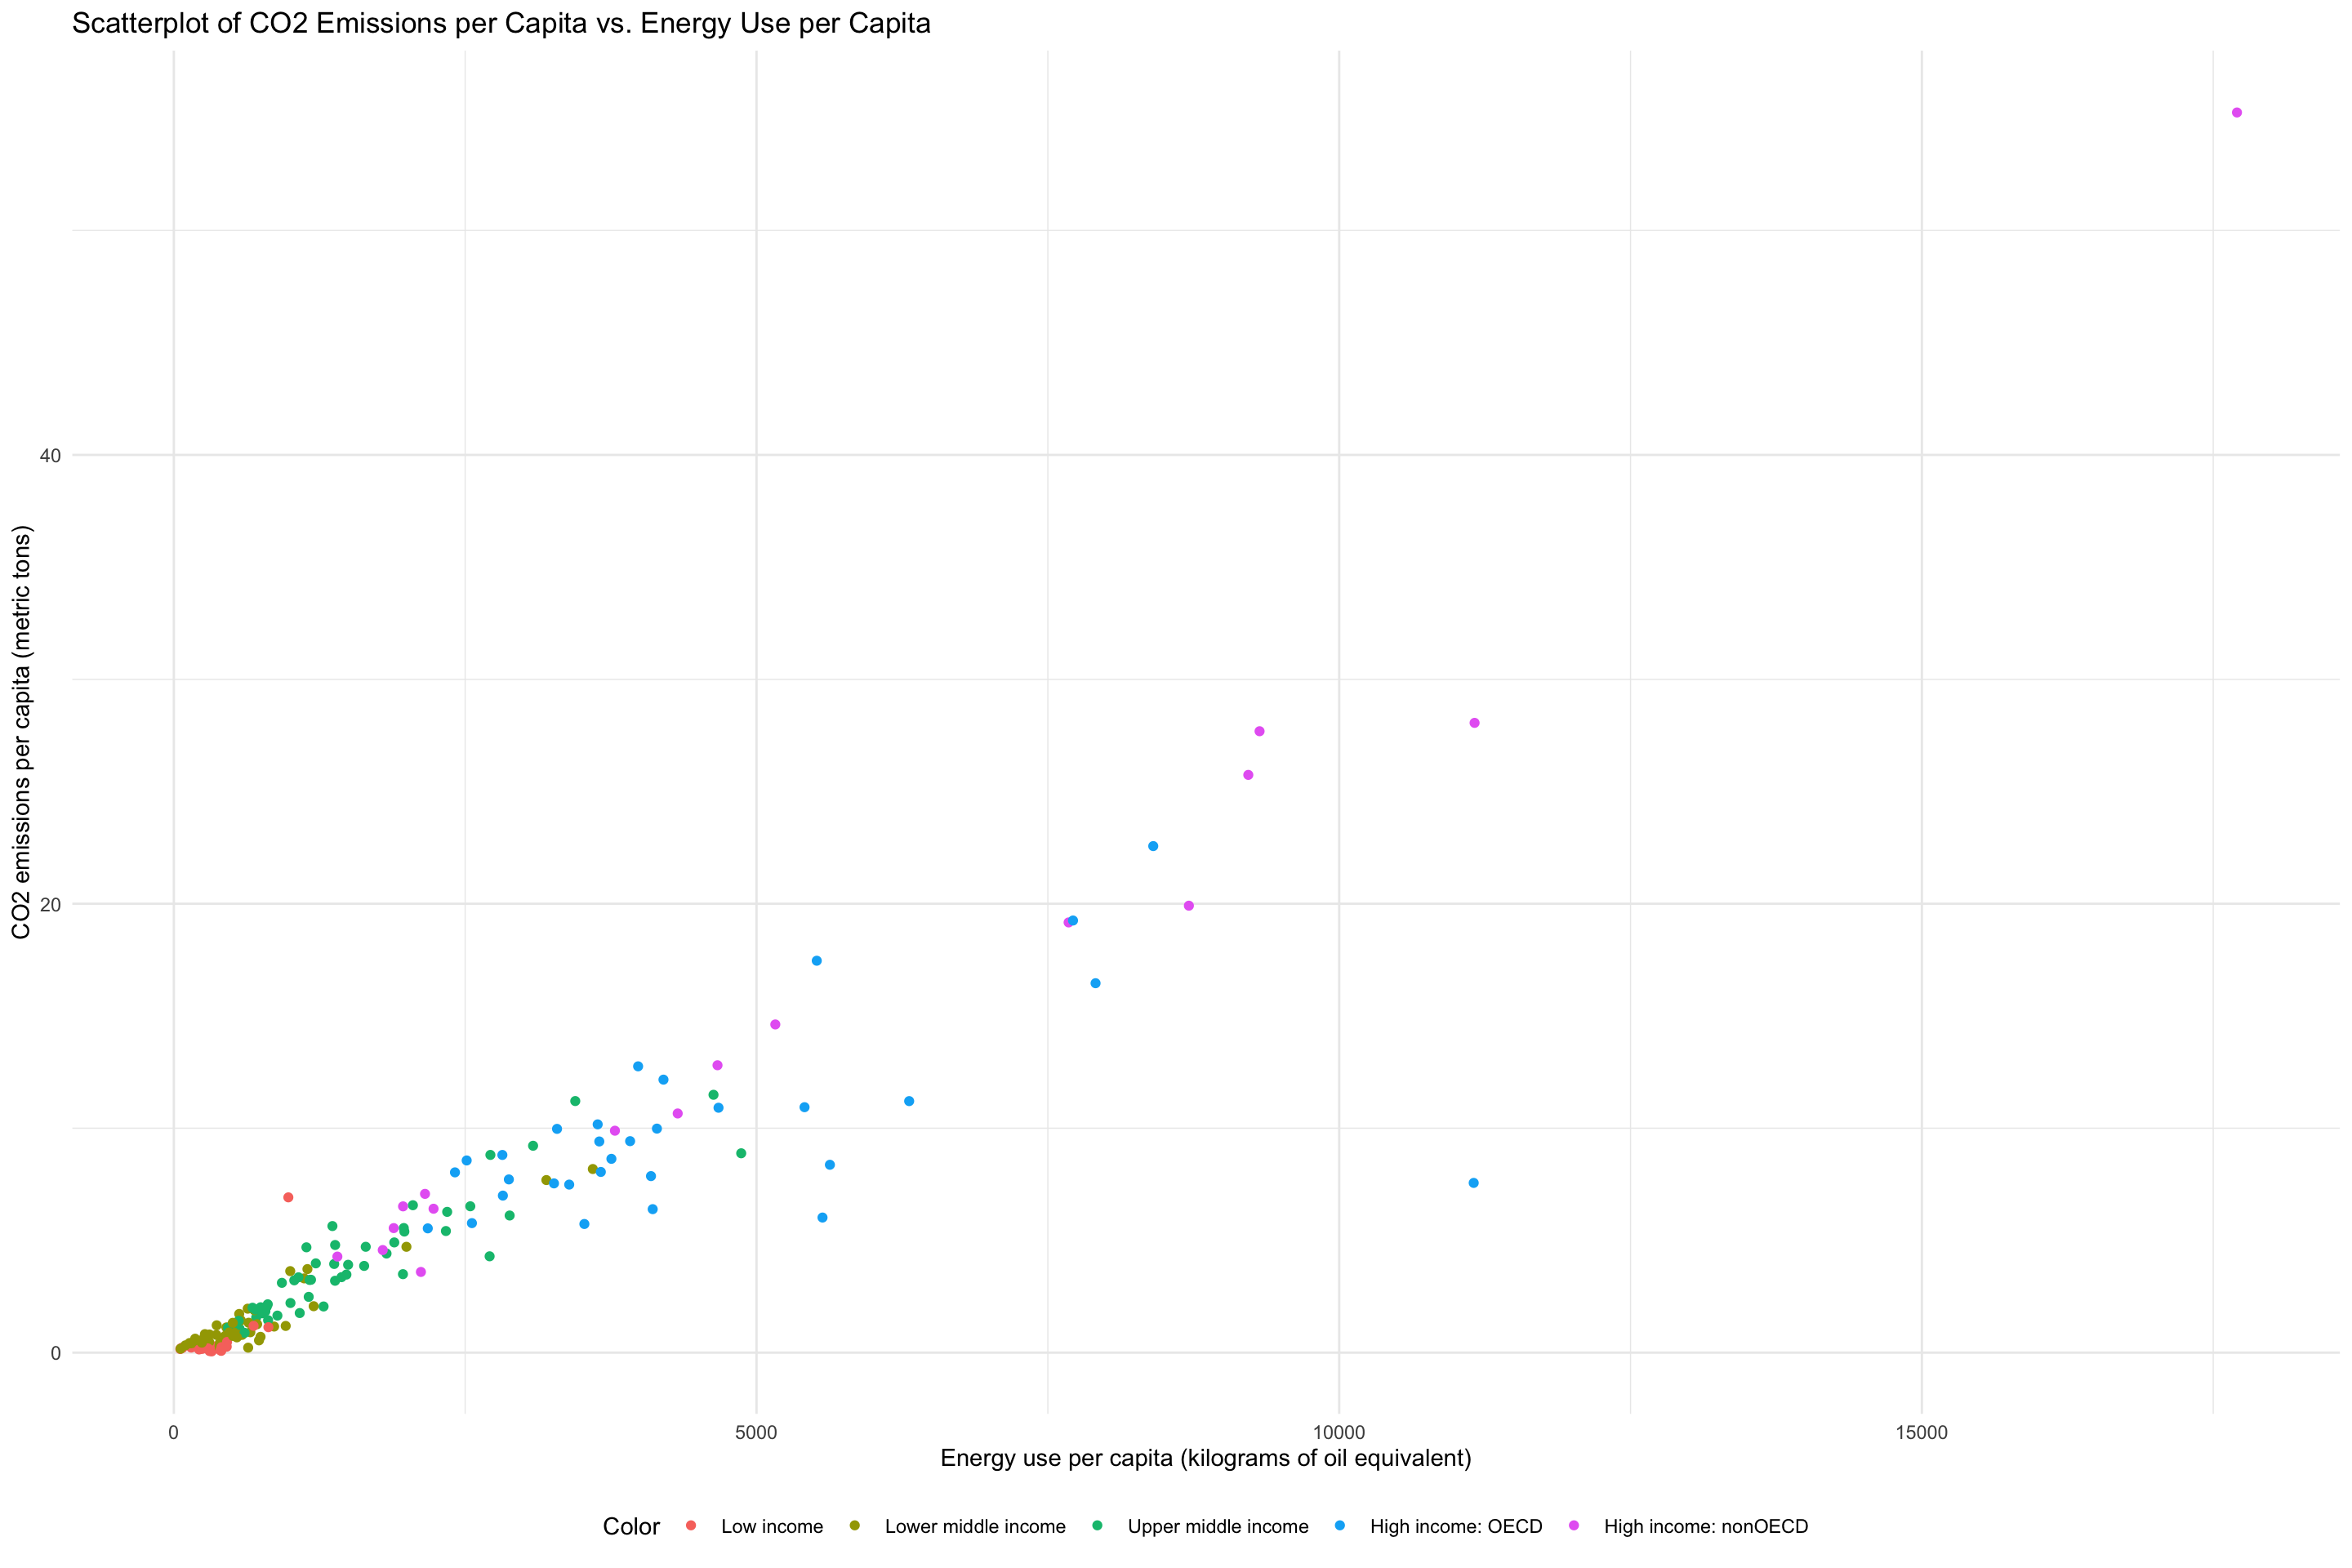 Scatterplot of CO2 Emissions per Capita vs. Energy Use per Capita
CO2 emissions per capita (metric tons)
40
20
0
0 5000 10000 15000
Energy use per capita (kilograms of oil equivalent)
Color Low income Lower middle income Upper middle income High income: OECD High income: nonOECD